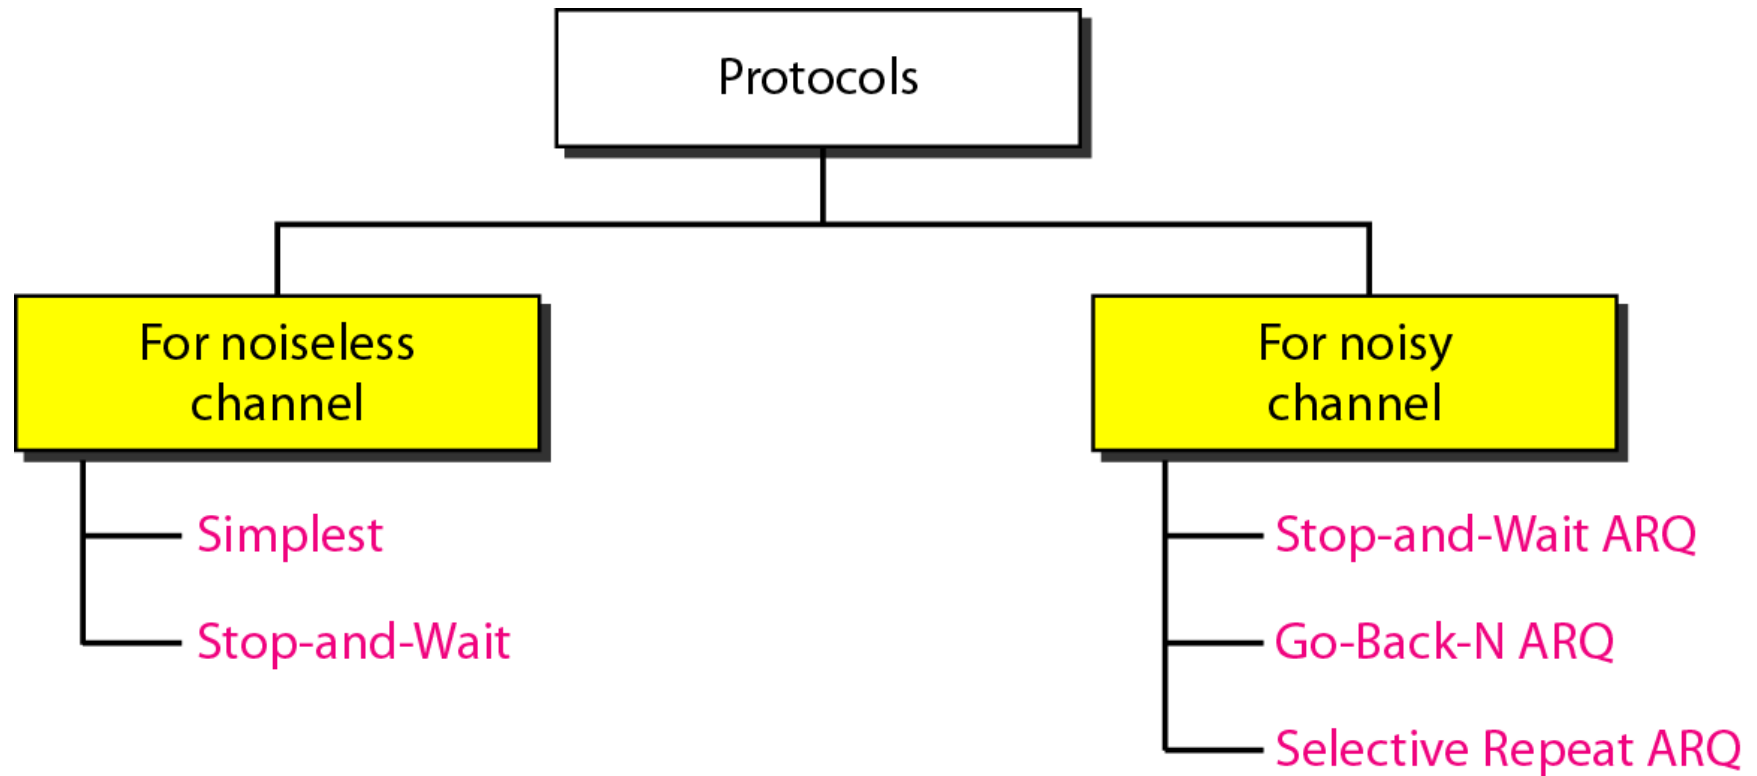 Protocols
For noiseless
channel
For noisy
channel
Simplest
Stop-and-Wait
Stop-and-Wait ARQ
Go-Back-N ARQ
Selective Repeat ARQ